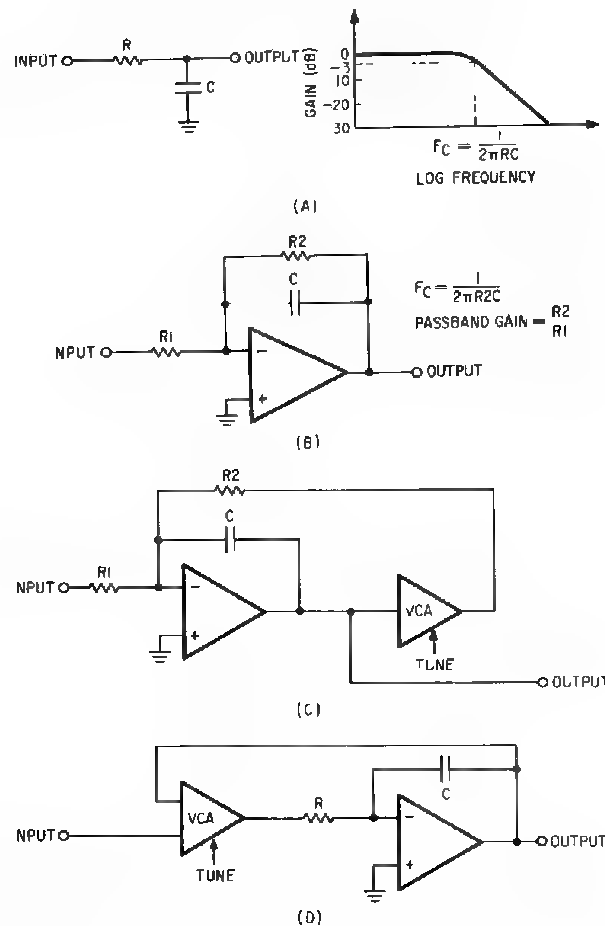 R
INPUT
OUTPUT
C
GAIN (dB)
0
-3
10
-20
30
FC = 1
2πRC
LOG FREQUENCY
(A)
R2
C
FC = 1
2πR2C
PASSBAND GAIN = R2
R1
R1
NPUT
-
+
OUTPUT
(B)
R2
C
R1
NPUT
-
+
VCA
TUNE
OUTPUT
(C)
C
R
VCA
-
NPUT
+
OUTPUT
TUNE
(D)